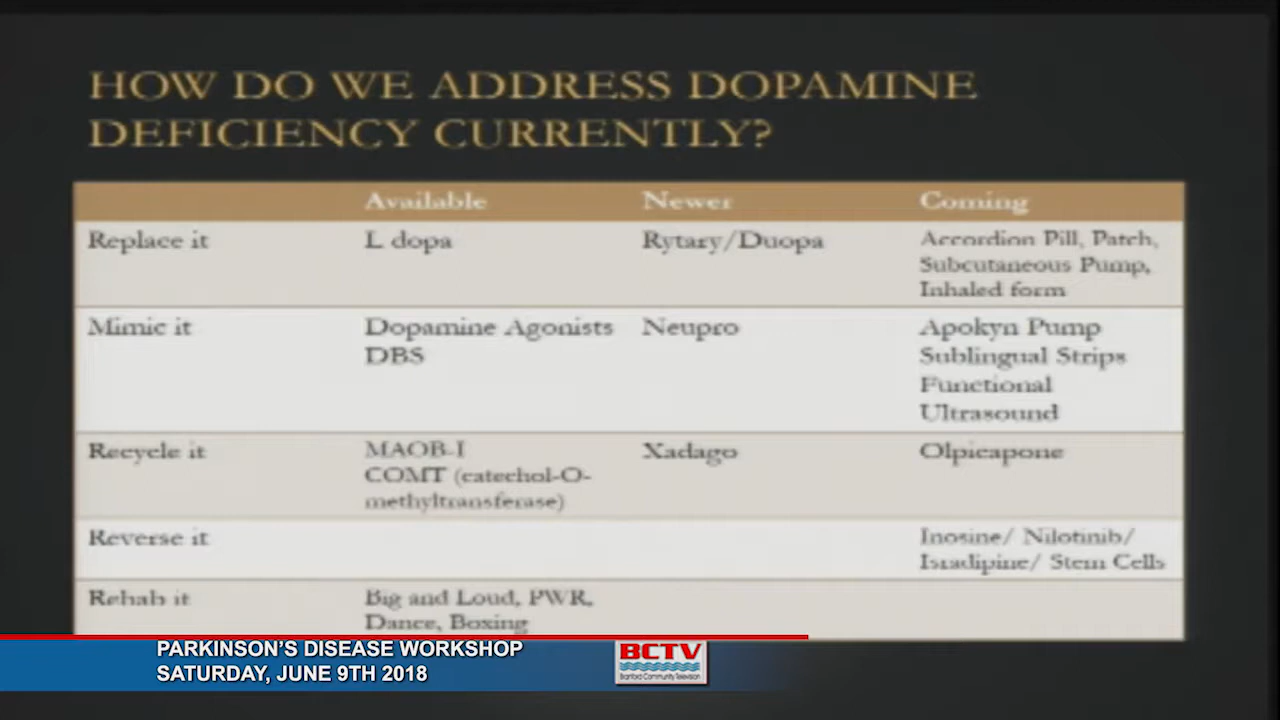 HOW DO WE ADDRESS DOPAMINE
DEFICIENCY CURRENTLY?
Available Newer Coming
Replace it L dopa Rytary/Duopa Accordion Pill, Patch,
Subcutaneous Pump,
Inhaled form
Mimic it Dopamine Agonists Neupro Apokyn Pump
DBS Sublingual Strips
Functional
Ultrasound
Recycle it MAOB-I Xadago Olpicapone
COMT (catechol-O-
methyltransferase)
Reverse it Inosine/ Nilotinib/
Isradipine/ Stem Cells
Rehab it Big and Loud, PWR,
Dance, Boxing
PARKINSON'S DISEASE WORKSHOP
SATURDAY, JUNE 9TH 2018
BCTV
Branford Community Television